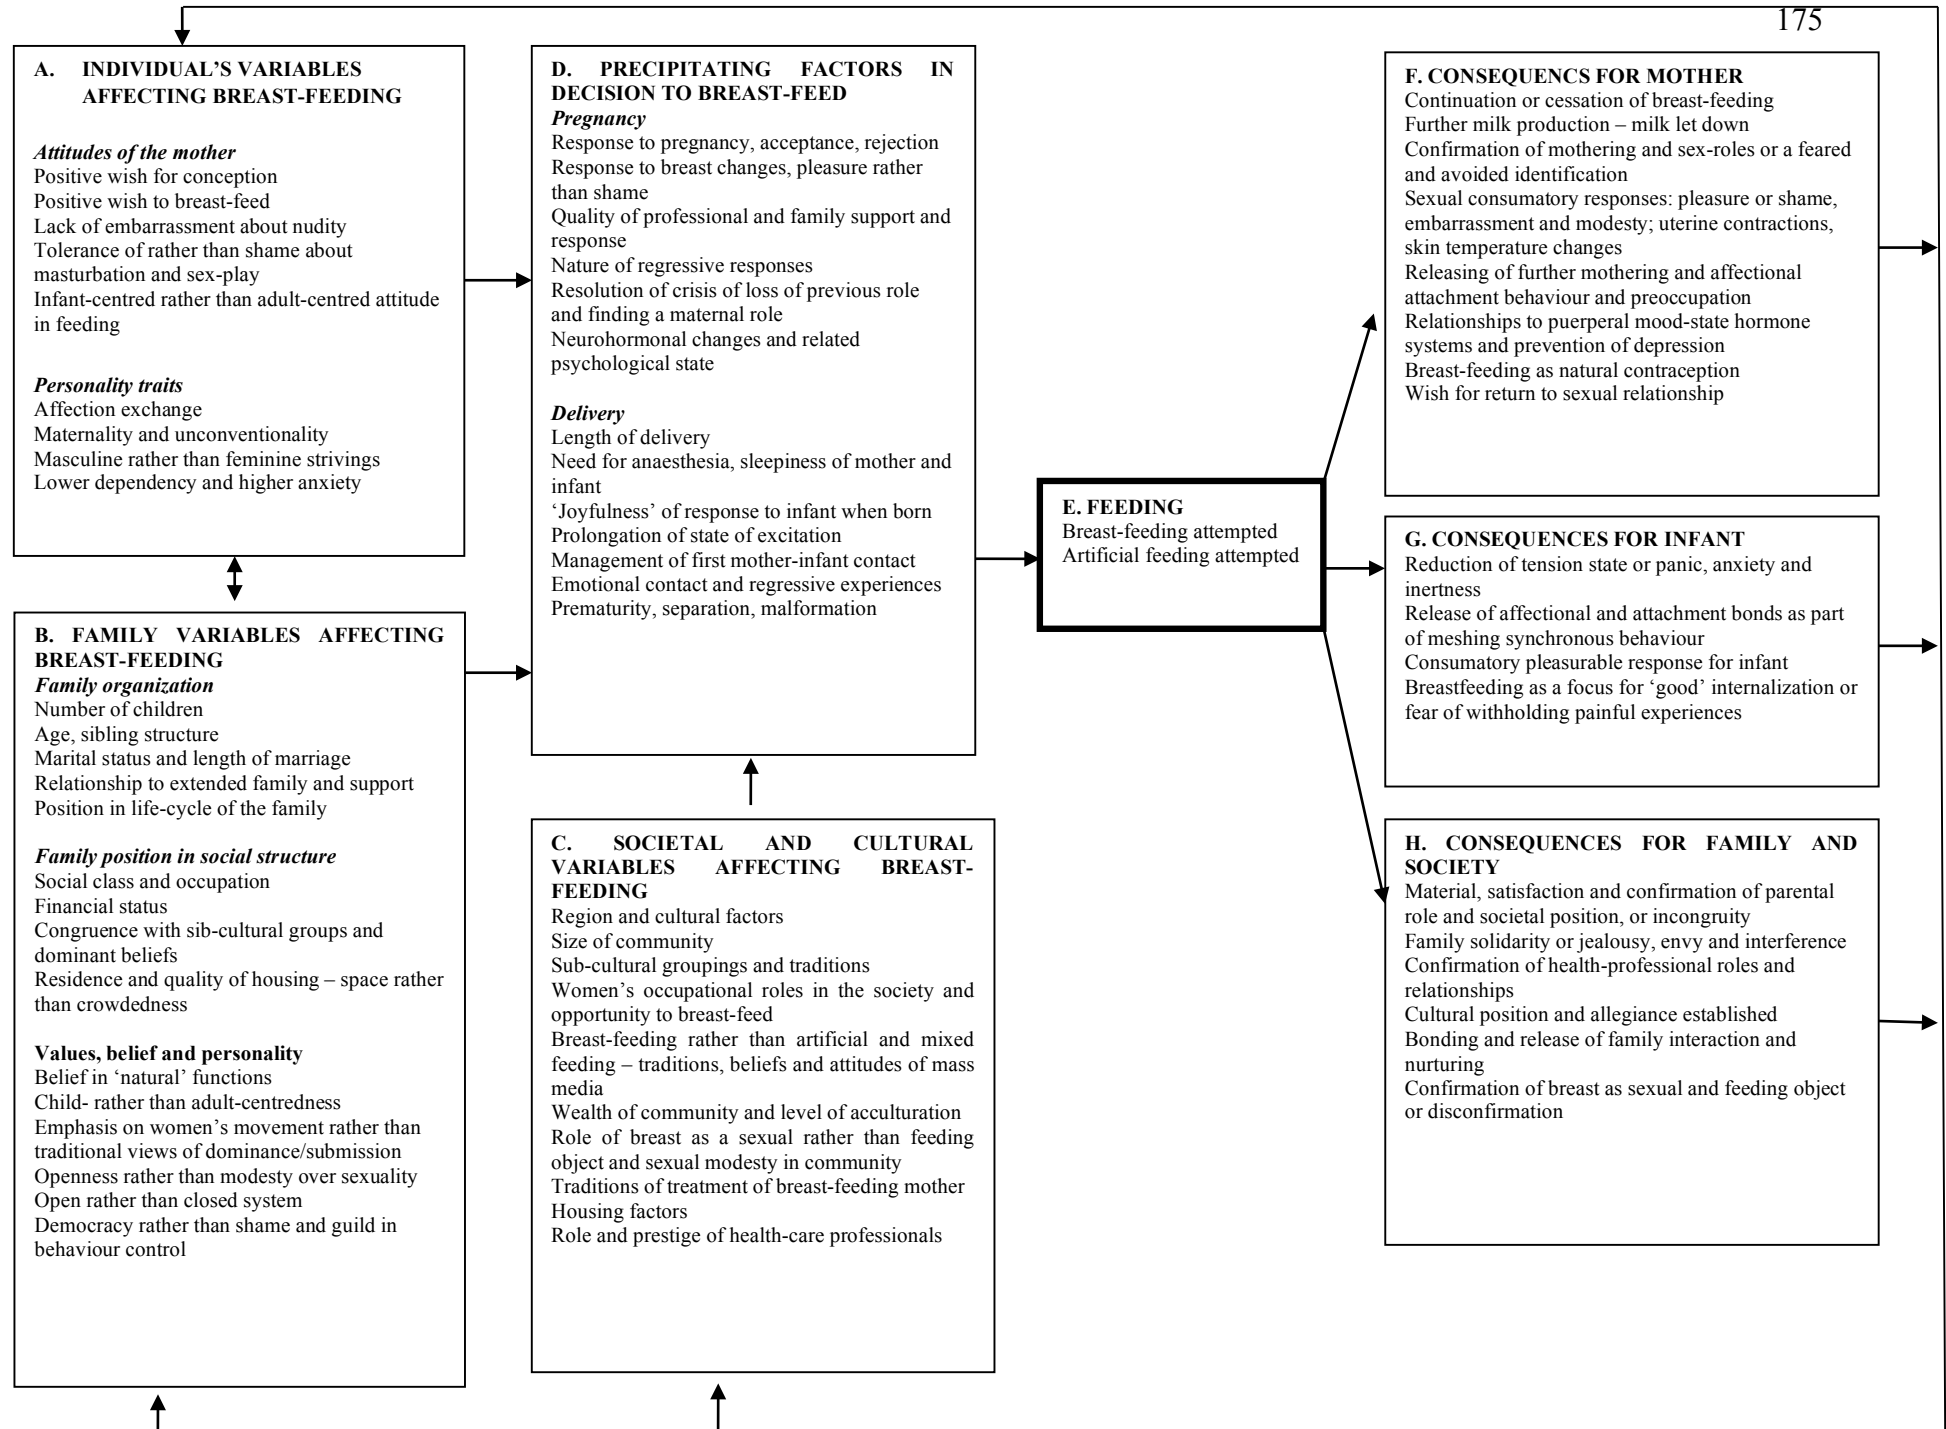 175
A. INDIVIDUAL’S VARIABLES
AFFECTING BREAST-FEEDING
Attitudes of the mother
Positive wish for conception
Positive wish to breast-feed
Lack of embarrassment about nudity
Tolerance of rather than shame about
masturbation and sex-play
Infant-centred rather than adult-centred attitude
in feeding
Personality traits
Affection exchange
Maternality and unconventionality
Masculine rather than feminine strivings
Lower dependency and higher anxiety
B. FAMILY VARIABLES AFFECTING
BREAST-FEEDING
Family organization
Number of children
Age, sibling structure
Marital status and length of marriage
Relationship to extended family and support
Position in life-cycle of the family
Family position in social structure
Social class and occupation
Financial status
Congruence with sib-cultural groups and
dominant beliefs
Residence and quality of housing – space rather
than crowdedness
Values, belief and personality
Belief in ‘natural’ functions
Child- rather than adult-centredness
Emphasis on women’s movement rather than
traditional views of dominance/submission
Openness rather than modesty over sexuality
Open rather than closed system
Democracy rather than shame and guild in
behaviour control
D. PRECIPITATING FACTORS IN
DECISION TO BREAST-FEED
Pregnancy
Response to pregnancy, acceptance, rejection
Response to breast changes, pleasure rather
than shame
Quality of professional and family support and
response
Nature of regressive responses
Resolution of crisis of loss of previous role
and finding a maternal role
Neurohormonal changes and related
psychological state
Delivery
Length of delivery
Need for anaesthesia, sleepiness of mother and
infant
‘Joyfulness’ of response to infant when born
Prolongation of state of excitation
Management of first mother-infant contact
Emotional contact and regressive experiences
Prematurity, separation, malformation
C. SOCIETAL AND CULTURAL
VARIABLES AFFECTING BREAST-
FEEDING
Region and cultural factors
Size of community
Sub-cultural groupings and traditions
Women’s occupational roles in the society and
opportunity to breast-feed
Breast-feeding rather than artificial and mixed
feeding – traditions, beliefs and attitudes of mass
media
Wealth of community and level of acculturation
Role of breast as a sexual rather than feeding
object and sexual modesty in community
Traditions of treatment of breast-feeding mother
Housing factors
Role and prestige of health-care professionals
E. FEEDING
Breast-feeding attempted
Artificial feeding attempted
F. CONSEQUENCS FOR MOTHER
Continuation or cessation of breast-feeding
Further milk production – milk let down
Confirmation of mothering and sex-roles or a feared
and avoided identification
Sexual consumatory responses: pleasure or shame,
embarrassment and modesty; uterine contractions,
skin temperature changes
Releasing of further mothering and affectional
attachment behaviour and preoccupation
Relationships to puerperal mood-state hormone
systems and prevention of depression
Breast-feeding as natural contraception
Wish for return to sexual relationship
G. CONSEQUENCES FOR INFANT
Reduction of tension state or panic, anxiety and
inertness
Release of affectional and attachment bonds as part
of meshing synchronous behaviour
Consumatory pleasurable response for infant
Breastfeeding as a focus for ‘good’ internalization or
fear of withholding painful experiences
H. CONSEQUENCES FOR FAMILY AND
SOCIETY
Material, satisfaction and confirmation of parental
role and societal position, or incongruity
Family solidarity or jealousy, envy and interference
Confirmation of health-professional roles and
relationships
Cultural position and allegiance established
Bonding and release of family interaction and
nurturing
Confirmation of breast as sexual and feeding object
or disconfirmation